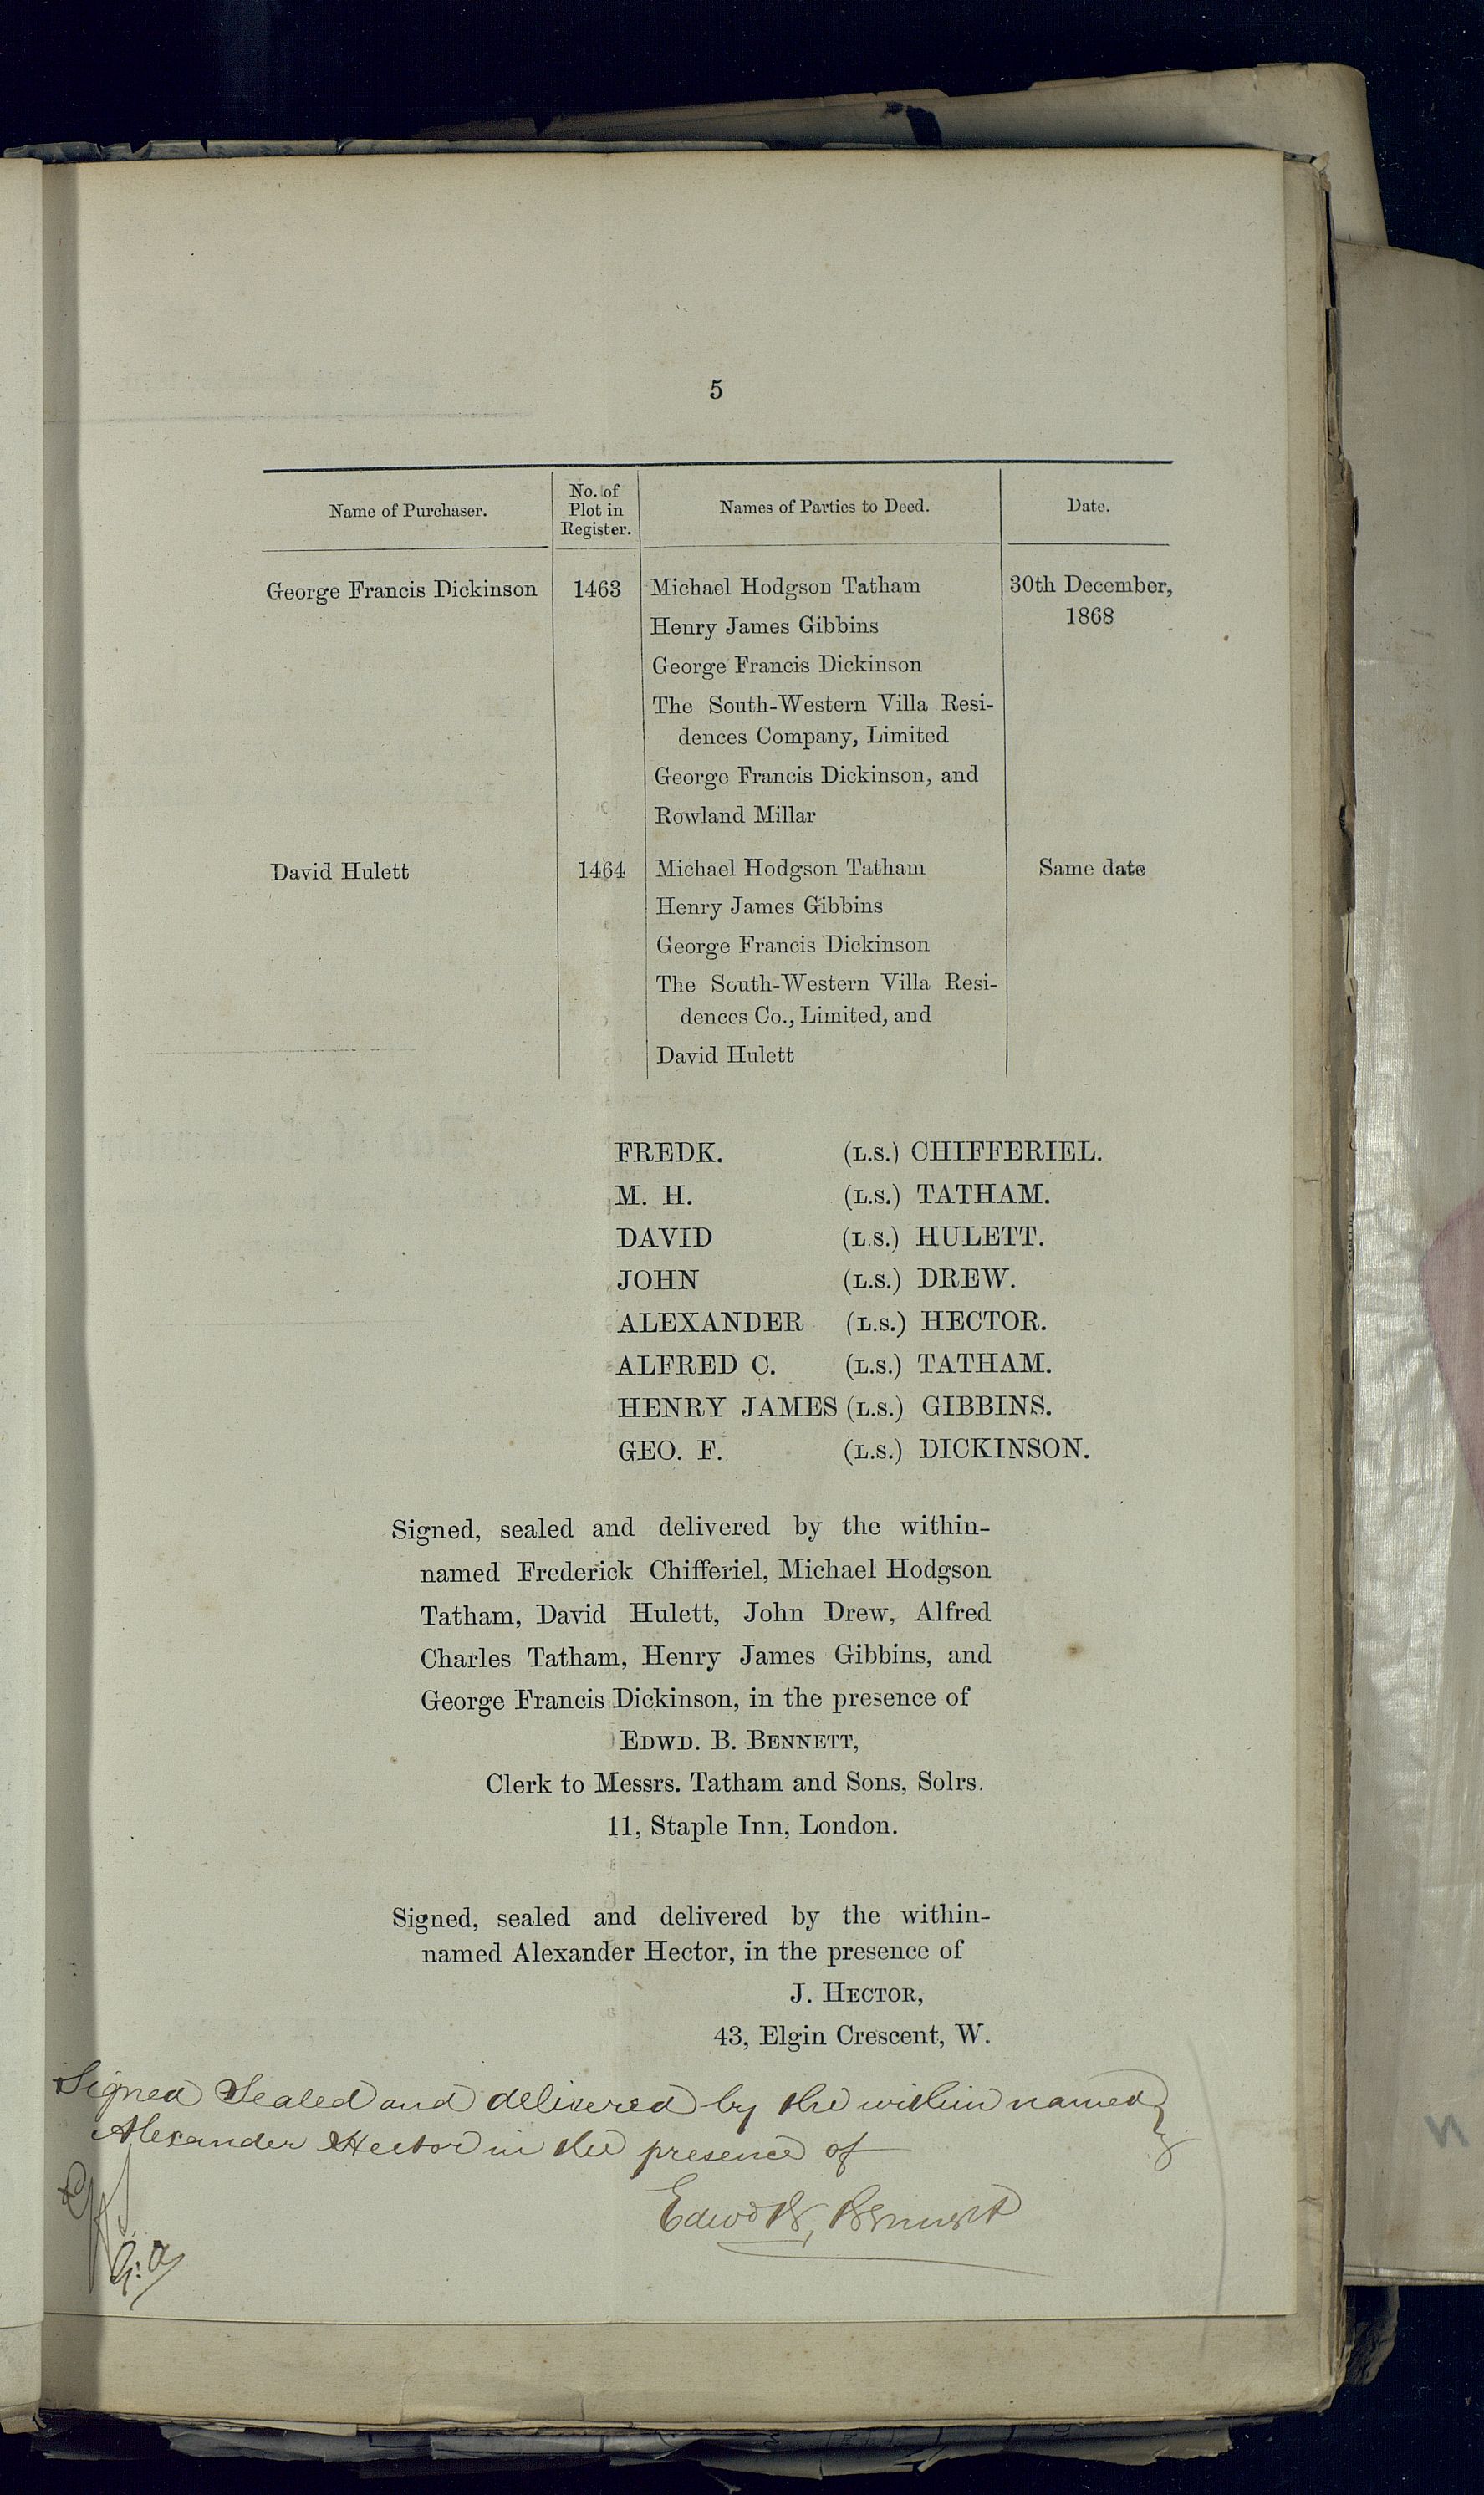 5
Name of Purchaser. No. of Plot in Register. Names of Parties to Deed. Date.
George Francis Dickinson 1463 Michael Hodgson Tatham 30th December,
Henry James Gibbins 1868
George Francis Dickinson
The South-Western Villa Resi-
dences Company, Limited
George Francis Dickinson, and
Rowland Millar
David Hulett 1464 Michael Hodgson Tatham Same date
Henry James Gibbins
George Francis Dickinson
The South-Western Villa Resi-
dences Co., Limited, and
David Hulett
FREDK. (L.S.) CHIFFERIEL.
M. H. (L.S.) TATHAM.
DAVID (L.S.) HULETT.
JOHN (L.S.) DREW.
ALEXANDER (L.S.) HECTOR.
ALFRED C. (L.S.) TATHAM.
HENRY JAMES (L.S.) GIBBINS.
GEO. F. (L.S.) DICKINSON.
Signed, sealed and delivered by the within-
named Frederick Chifferiel, Michael Hodgson
Tatham, David Hulett, John Drew, Alfred
Charles Tatham, Henry James Gibbins, and
George Francis Dickinson, in the presence of
EDWD. B. BENNETT,
Clerk to Messrs. Tatham and Sons, Solrs.
11, Staple Inn, London.
Signed, sealed and delivered by the within-
named Alexander Hector, in the presence of
J. HECTOR,
43, Elgin Crescent, W.
Signed Sealed and delivered by the within named
Alexander Hector in the presence of
Edwd B, Bennett